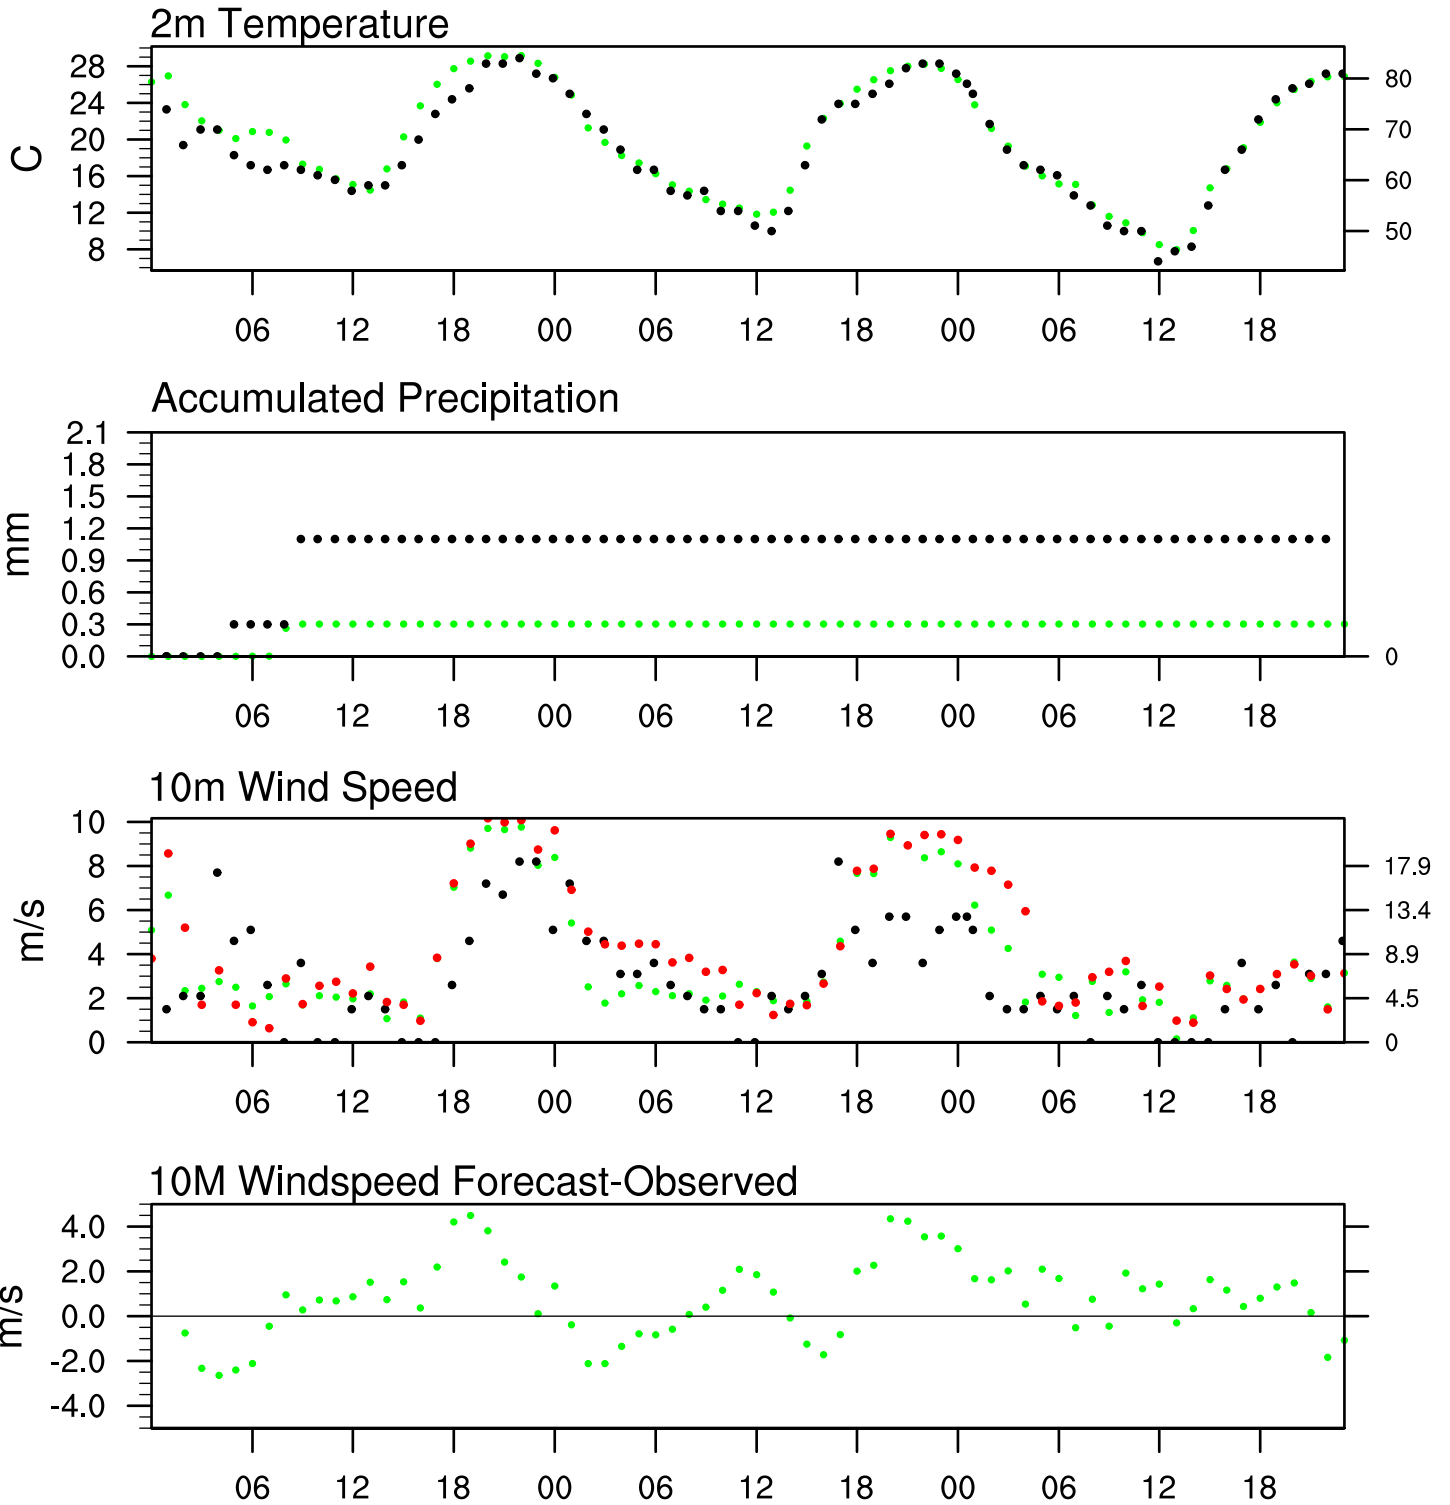 2m Temperature
28
24
20
16
12
8
C
80
70
60
50
06 12 18 00 06 12 18 00 06 12 18
Accumulated Precipitation
2.1
1.8
1.5
1.2
0.9
0.6
0.3
0.0
mm
0
06 12 18 00 06 12 18 00 06 12 18
10m Wind Speed
10
8
6
4
2
0
m/s
17.9
13.4
8.9
4.5
0
06 12 18 00 06 12 18 00 06 12 18
10M Windspeed Forecast-Observed
4.0
2.0
0.0
-2.0
-4.0
m/s
06 12 18 00 06 12 18 00 06 12 18